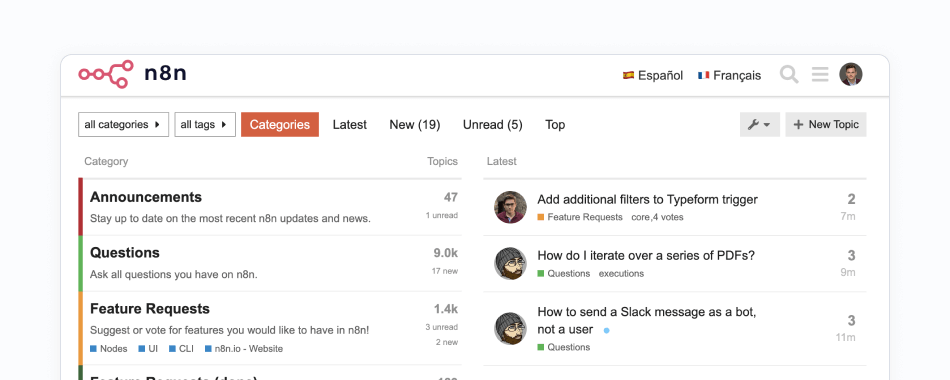 n8n
Español
Français
all categories
all tags
Categories
Latest
New (19)
Unread (5)
Top
New Topic
Category
Topics
Announcements
47
Stay up to date on the most recent n8n updates and news.
1 unread
Questions
9.0k
Ask all questions you have on n8n.
17 new
Feature Requests
1.4k
Suggest or vote for features you would like to have in n8n!
3 unread
2 new
Nodes
UI
CLI
n8n.io - Website
Feature Requests (done)
Latest
Add additional filters to Typeform trigger
2
Feature Requests core,4 votes
7m
How do I iterate over a series of PDFs?
3
Questions executions
9m
How to send a Slack message as a bot,
not a user
3
11m
Questions